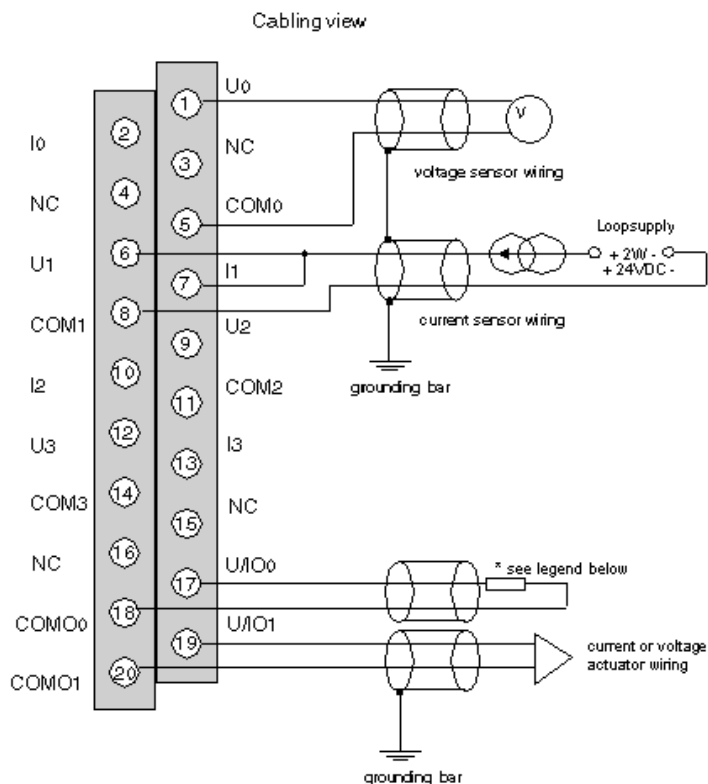 Cabling view
U0
1
2
I0
NC
3
voltage sensor wiring
V
4
NC
COM0
5
Loopsupply
+ 2W -
+ 24VDC -
6
U1
I1
7
current sensor wiring
8
COM1
U2
9
grounding bar
10
I2
COM2
11
12
U3
I3
13
14
COM3
NC
15
16
NC
U/IO0
17
* see legend below
18
COMO0
U/IO1
19
current or voltage
actuator wiring
20
COMO1
grounding bar